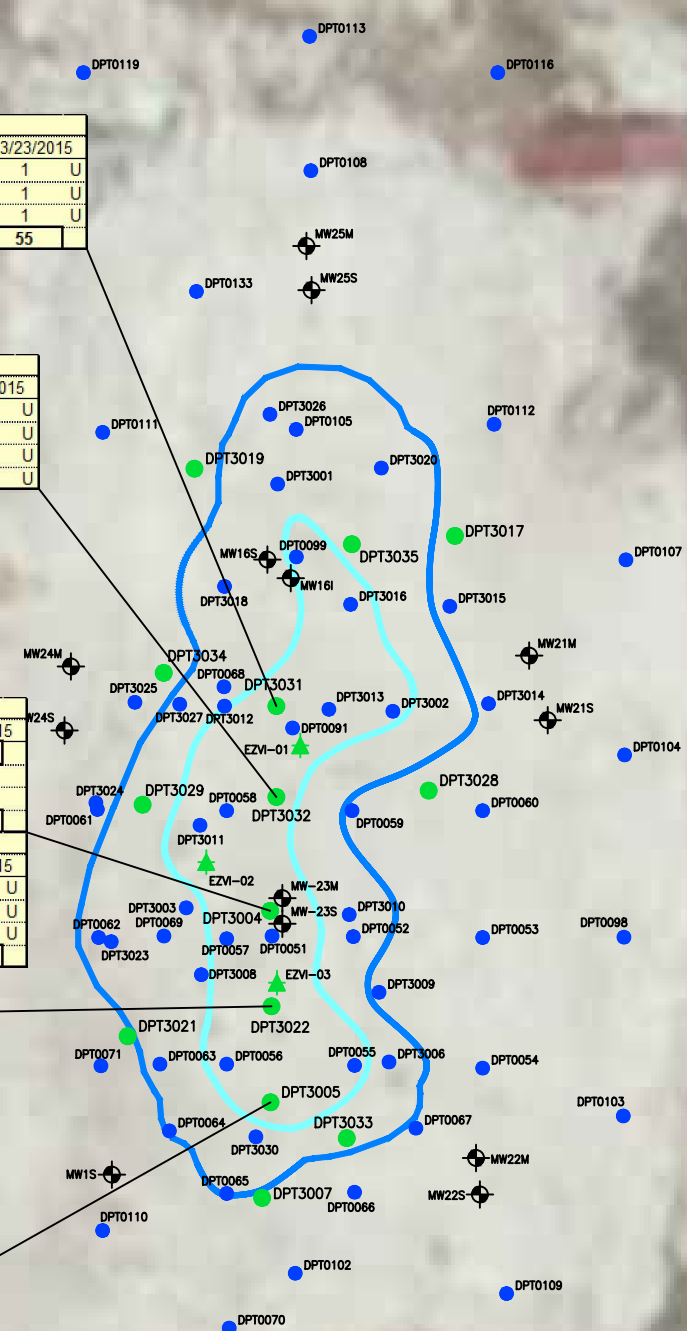 DPT0113
DPT0119
DPT0116
3/23/2015
1 U
1 U
1 U
55
DPT0108
MW25M
MW25S
DPT0133
015
U
U
U
U
DPT3026
DPT0105
DPT0111
DPT0112
DPT3019
DPT3020
DPT3001
DPT3017
DPT0099
DPT3035
DPT0107
MW16S
MW16I
DPT3018
DPT3016
DPT3015
MW24M
MW21M
DPT3034
DPT0068
DPT3031
DPT3025
DPT3027
DPT3012
DPT3013
DPT3002
DPT3014
MW21S
W24S
15
DPT0091
EZVI-01
DPT0104
DPT3024
DPT0061
DPT3029
DPT0058
DPT3032
DPT3028
DPT0059
DPT0060
DPT3011
15
U
U
U
EZVI-02
MW-23M
MW-23S
DPT3003
DPT3004
DPT3010
DPT0062
DPT3023
DPT0069
DPT0057
DPT0051
DPT0052
DPT0053
DPT0098
DPT3008
EZVI-03
DPT3009
DPT3022
DPT3021
DPT0071
DPT0063
DPT0056
DPT0055
DPT3006
DPT0054
DPT3005
DPT0103
DPT0064
DPT3030
DPT3033
DPT0067
MW1S
MW22M
MW22S
DPT0065
DPT3007
DPT0066
DPT0110
DPT0102
DPT0109
DPT0070